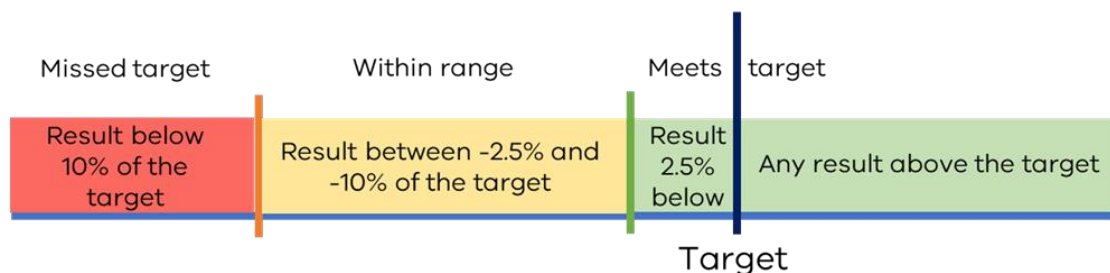 Missed target
Within range
Meets target
Result below
10% of the
target
Result between -2.5% and
-10% of the target
Result
2.5%
below
Any result above the target
Target